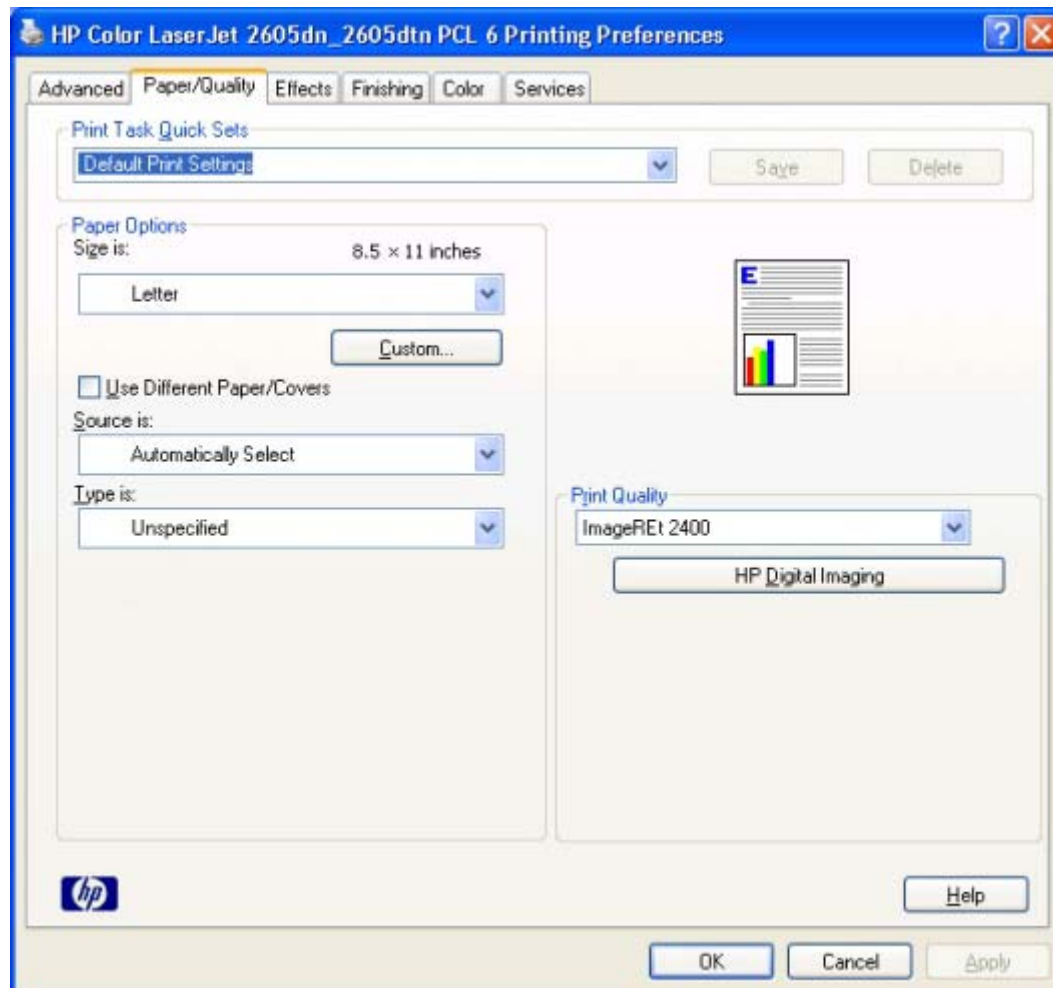 HP Color LaserJet 2605dn_2605dtn PCL 6 Printing Preferences
Advanced Paper/Quality Effects Finishing Color Services
Print Task Quick Sets
Default Print Settings Save Delete
Paper Options
Size is: 8.5 × 11 inches
Letter
E
Custom...
Use Different Paper/Covers
Source is:
Automatically Select
Type is:
Unspecified
Print Quality
ImageREt 2400
HP Digital Imaging
hp
Help
OK Cancel Apply